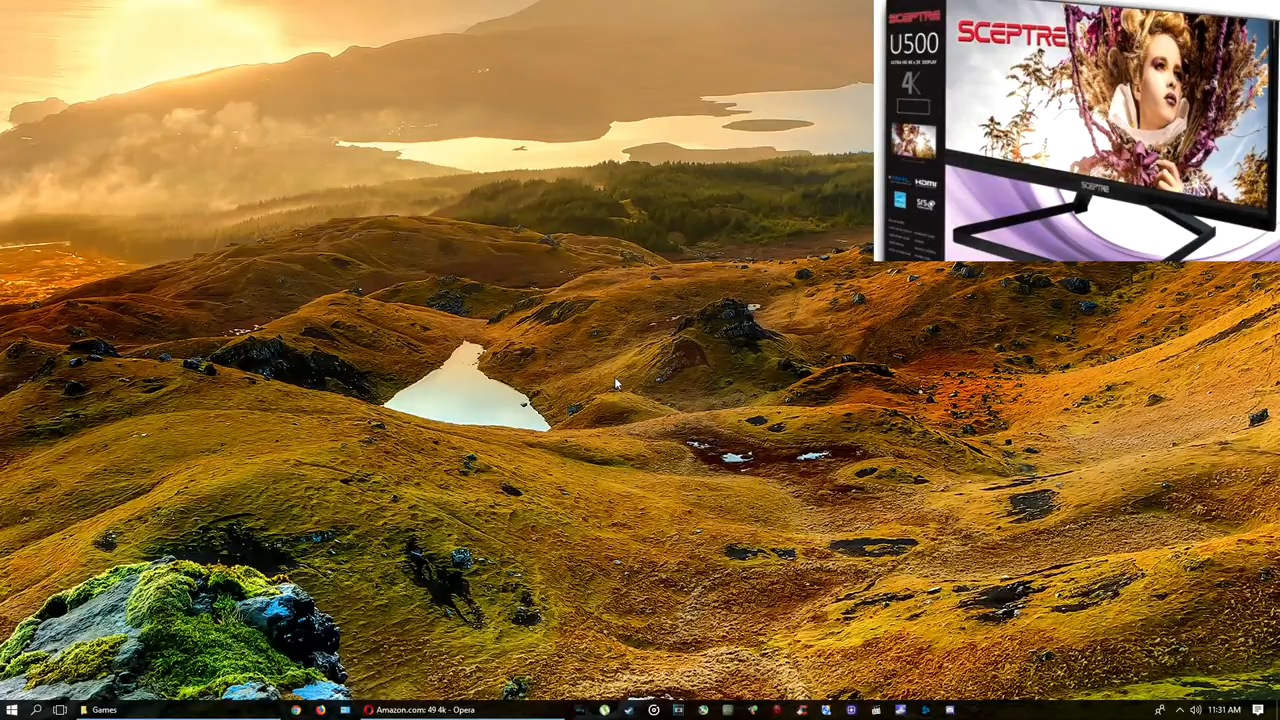 SCEPTRE
U500
ULTRA HD 4K x 2K DISPLAY
4K
HDMI
SCEPTRE
SCEPTRE
Games
Amazon.com: 49 4k - Opera
11:31 AM